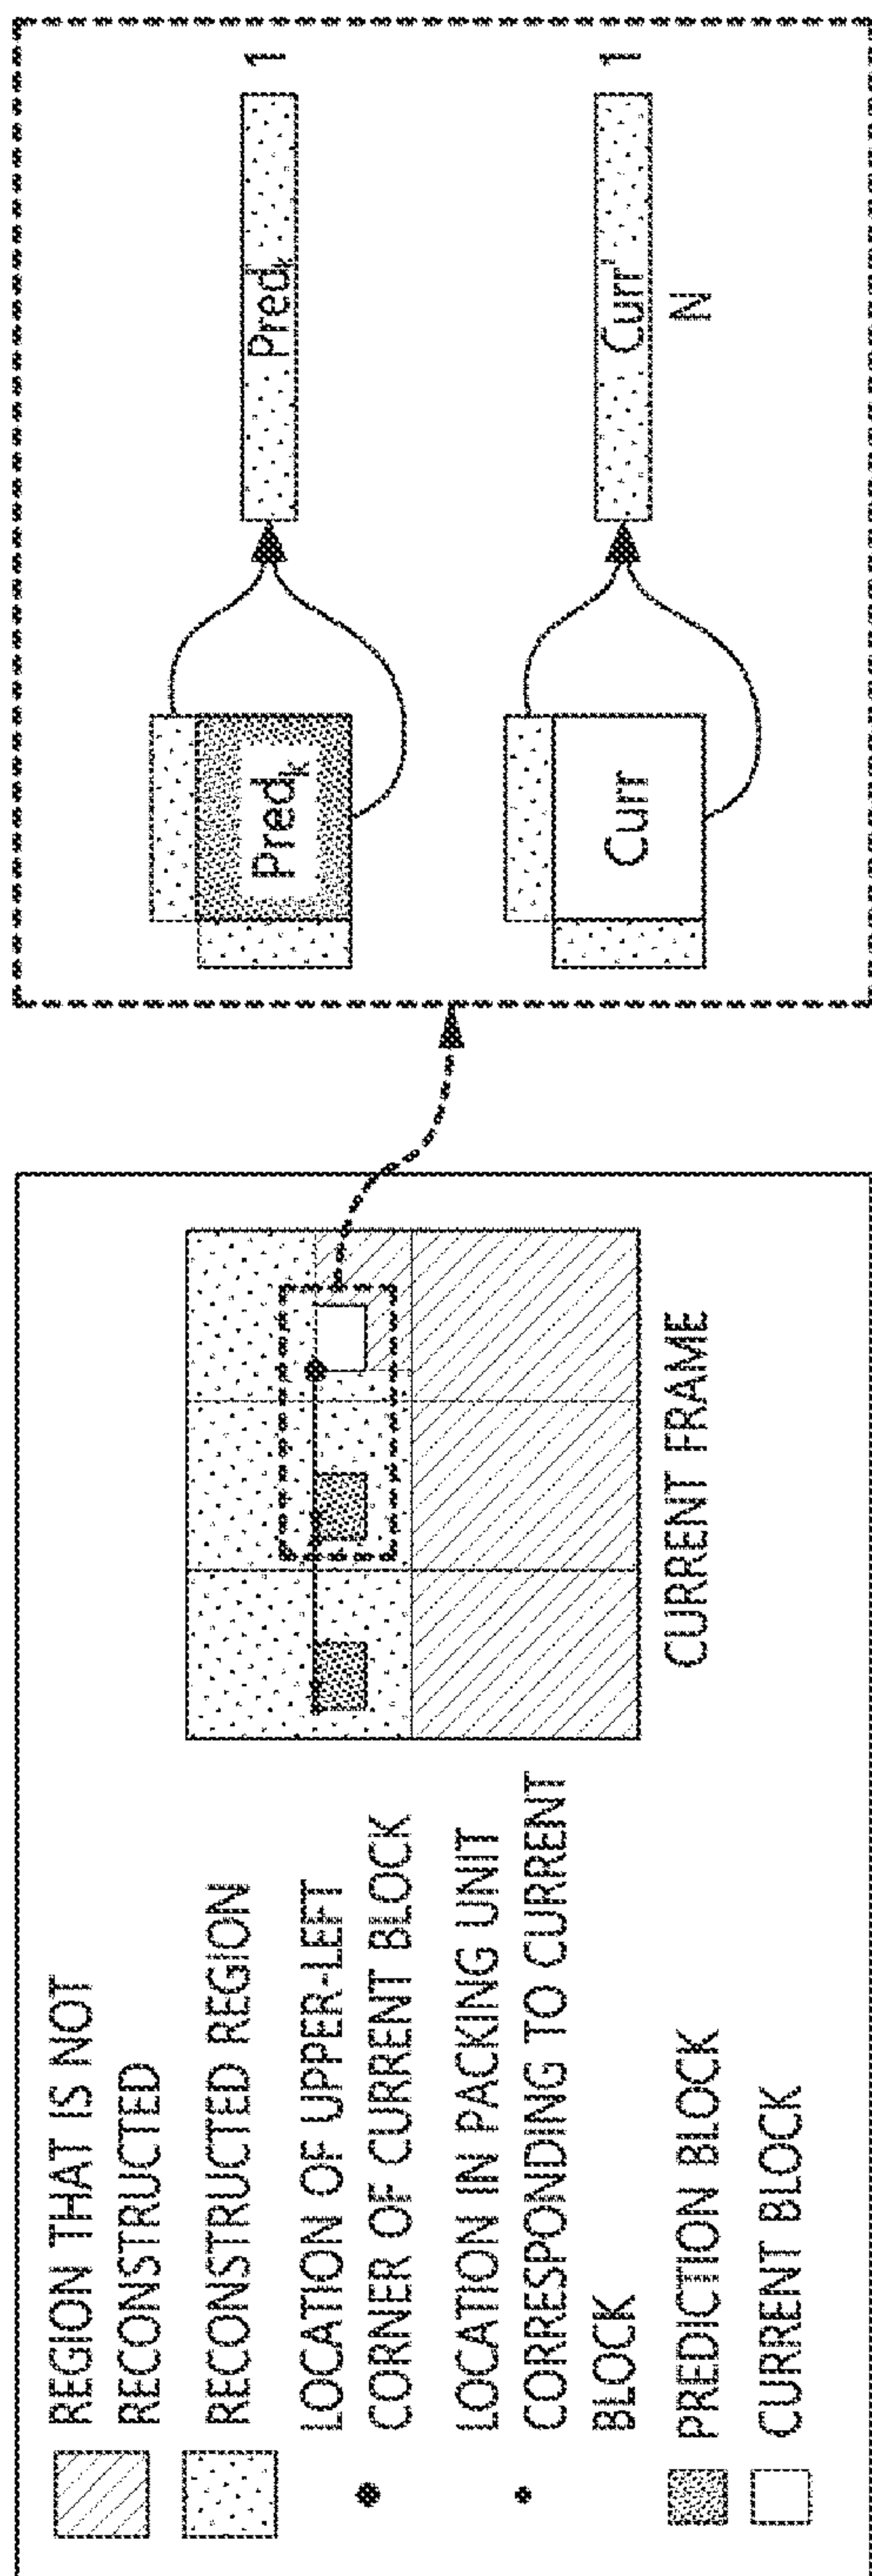 REGION THAT IS NOT
RECONSTRUCTED
RECONSTRUCTED REGION
LOCATION OF UPPER-LEFT
CORNER OF CURRENT BLOCK
LOCATION IN PACKING UNIT
CORRESPONDING TO CURRENT
BLOCK
PREDICTION BLOCK
CURRENT BLOCK
CURRENT FRAME
Predk
Pred'k
1
Curr
Curr'
1
N